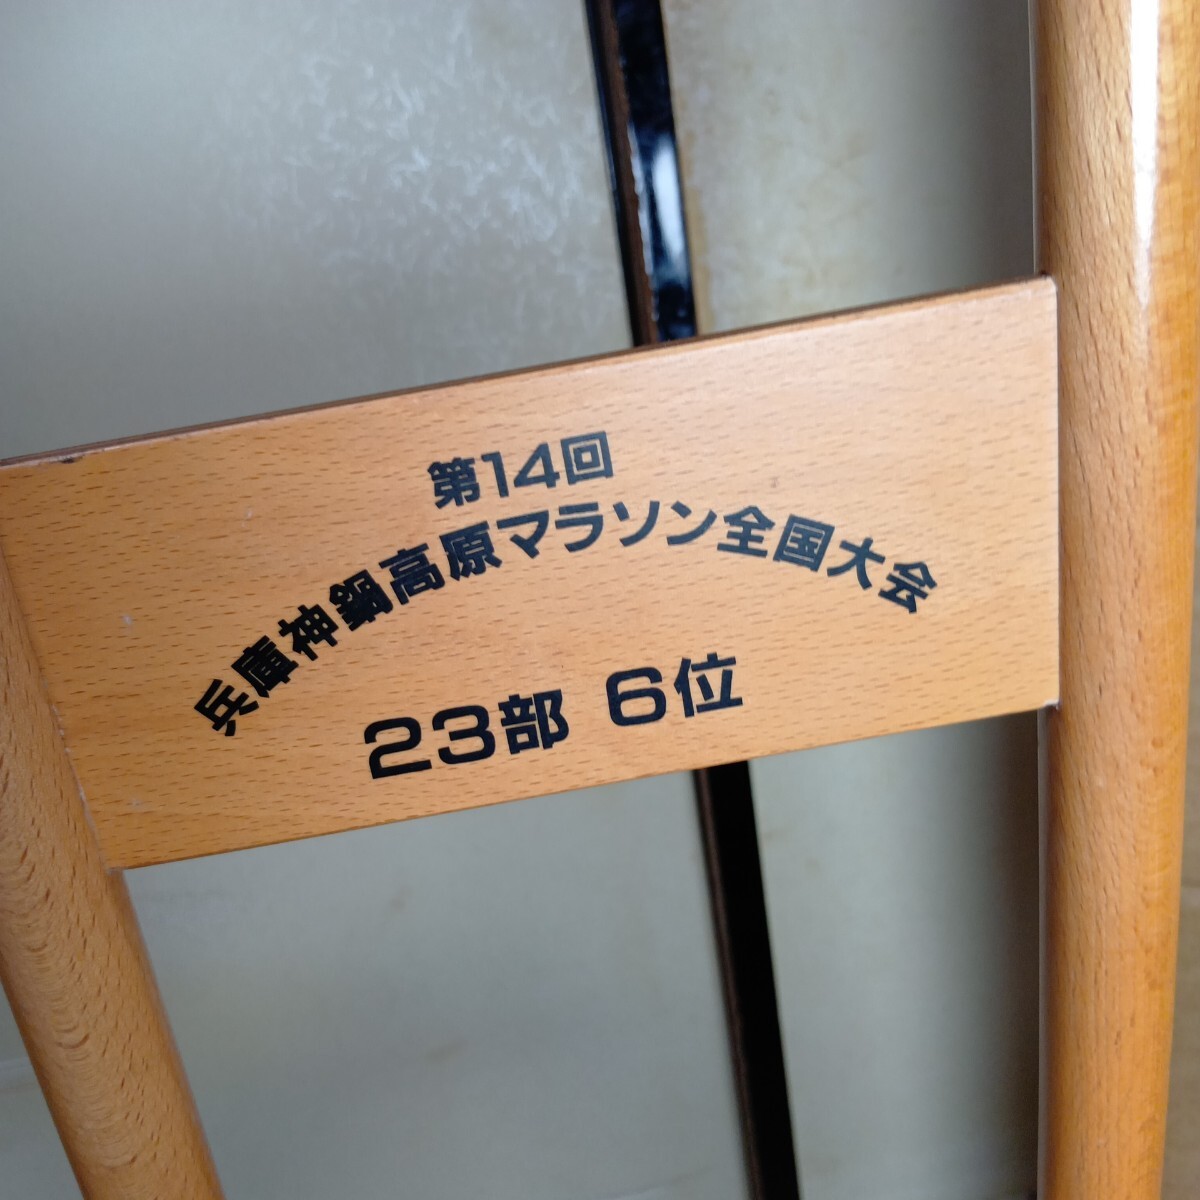 第14回
兵庫神鍋高原マラソン全国大会
23部 6位